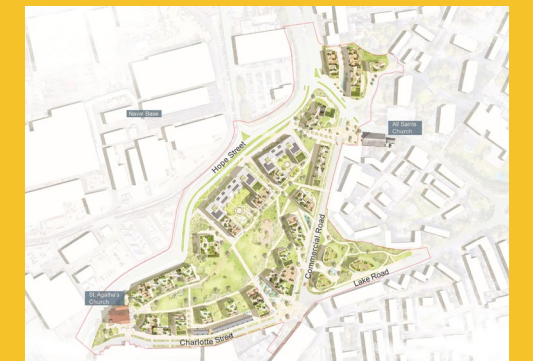 Naval Base
All Saints
Church
Hope Street
Commercial Road
Lake Road
St. Agatha's
Church
Charlotte Street